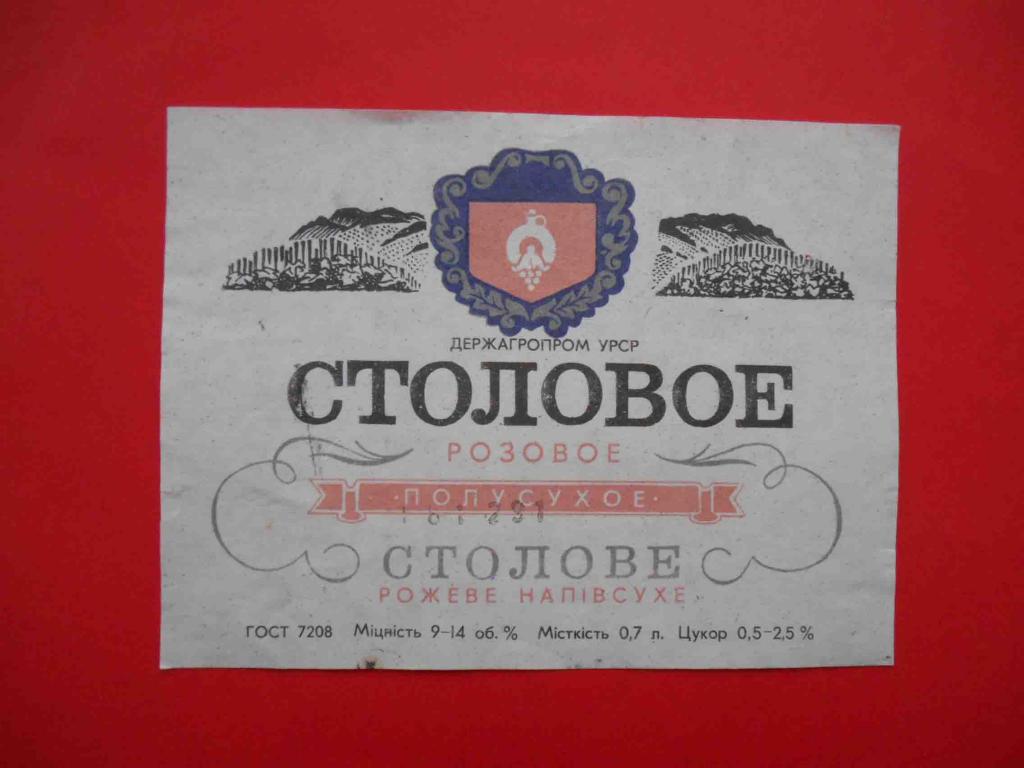 ДЕРЖАГРОПРОМ УРСР
СТОЛОВОЕ
РОЗОВОЕ
·ПОЛУСУХОЕ·
СТОЛОВЕ
РОЖЕВЕ НАПІВСУХЕ
ГОСТ 7208 Міцність 9–14 об. % Місткість 0,7 л. Цукор 0,5–2,5 %